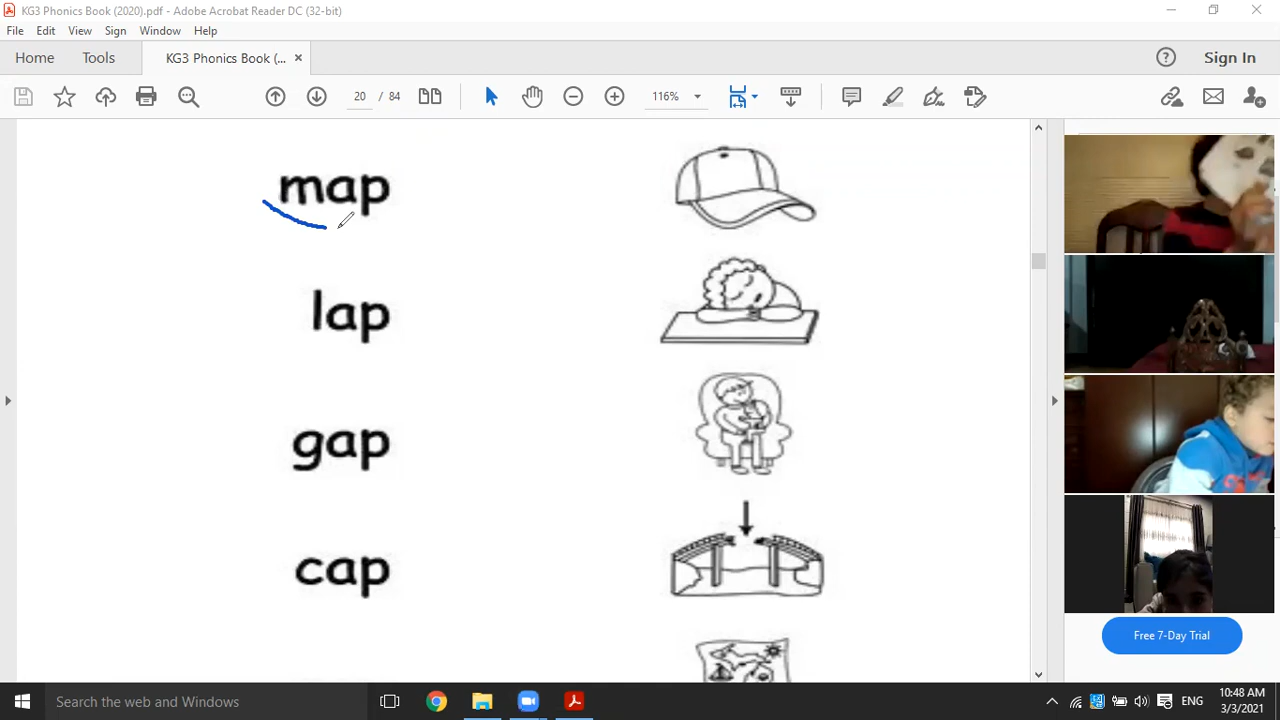 KG3 Phonics Book (2020).pdf - Adobe Acrobat Reader DC (32-bit)
File Edit View Sign Window Help
Home Tools KG3 Phonics Book (... × Sign In
20 / 84 116%
map
lap
gap
cap
Free 7-Day Trial
Search the web and Windows
ENG
10:48 AM
3/3/2021